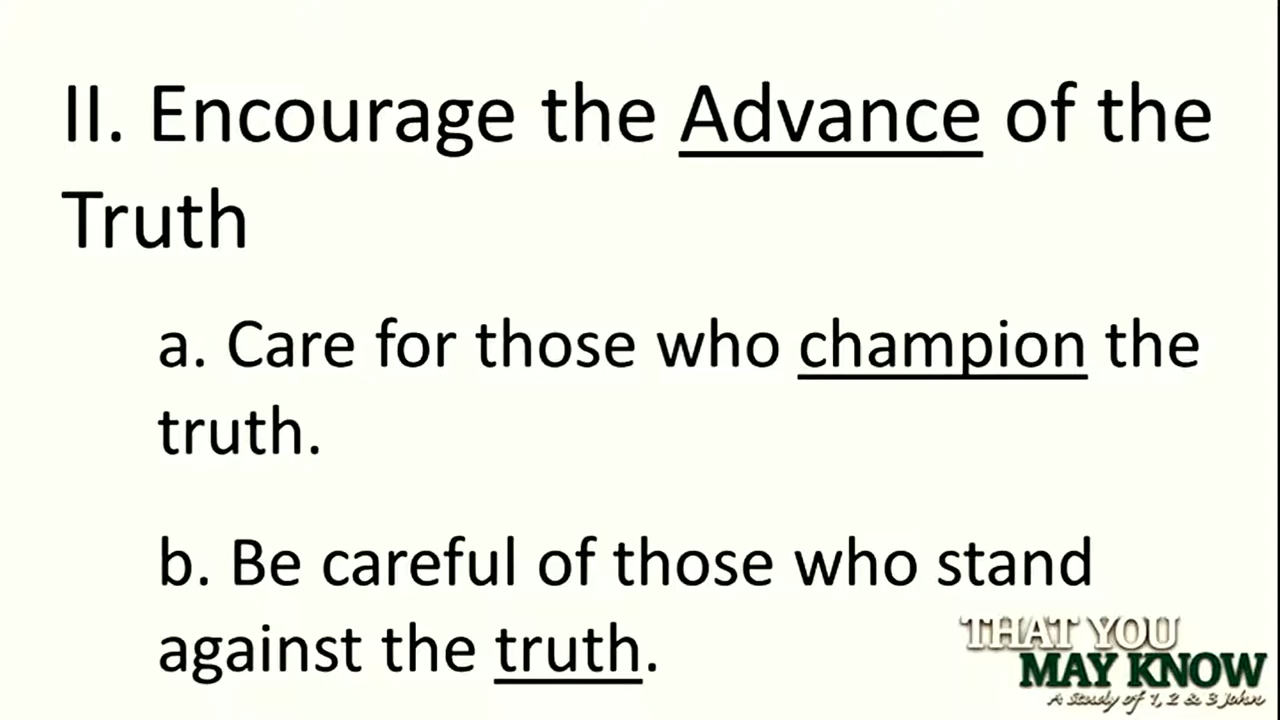 II. Encourage the Advance of the
Truth
a. Care for those who champion the
truth.
b. Be careful of those who stand
against the truth.
THAT YOU
MAY KNOW
A Study of 1, 2 & 3 John